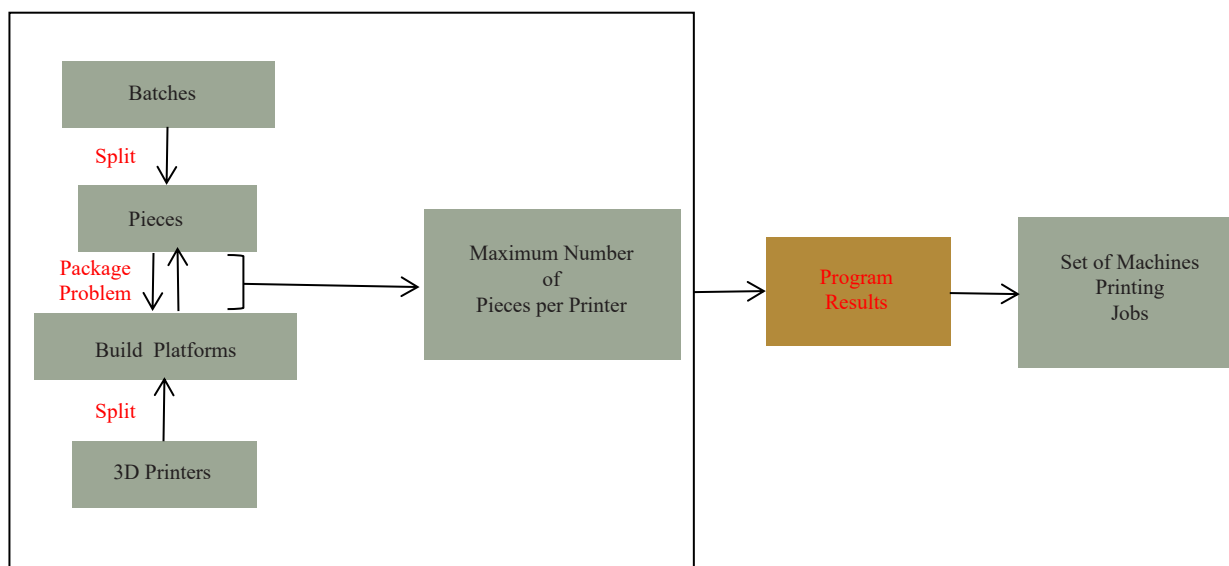 Batches
Split
Pieces
Package
Problem
Build Platforms
Split
3D Printers
Maximum Number
of
Pieces per Printer
Program
Results
Set of Machines
Printing
Jobs